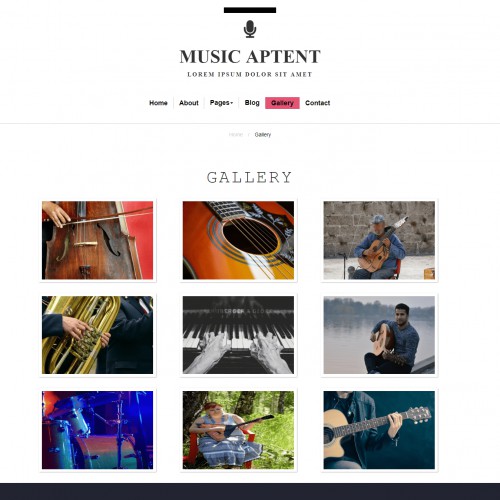 MUSIC APTENT
LOREM IPSUM DOLOR SIT AMET
Home About Pages Blog Gallery Contact
Home Gallery
GALLERY